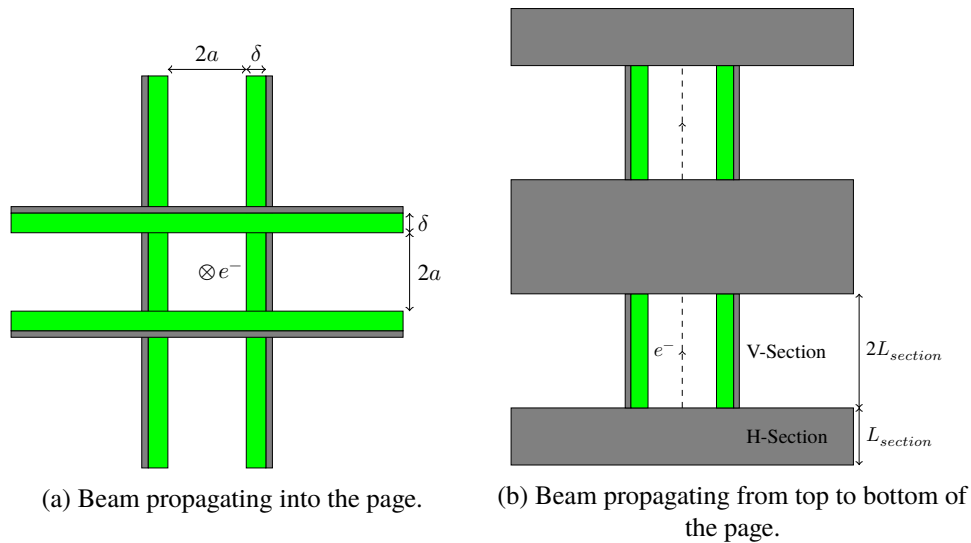 2a
δ
δ
2a
⊗ e⁻
(a) Beam propagating into the page.
e⁻
V-Section
2L_section
H-Section
L_section
(b) Beam propagating from top to bottom of
the page.